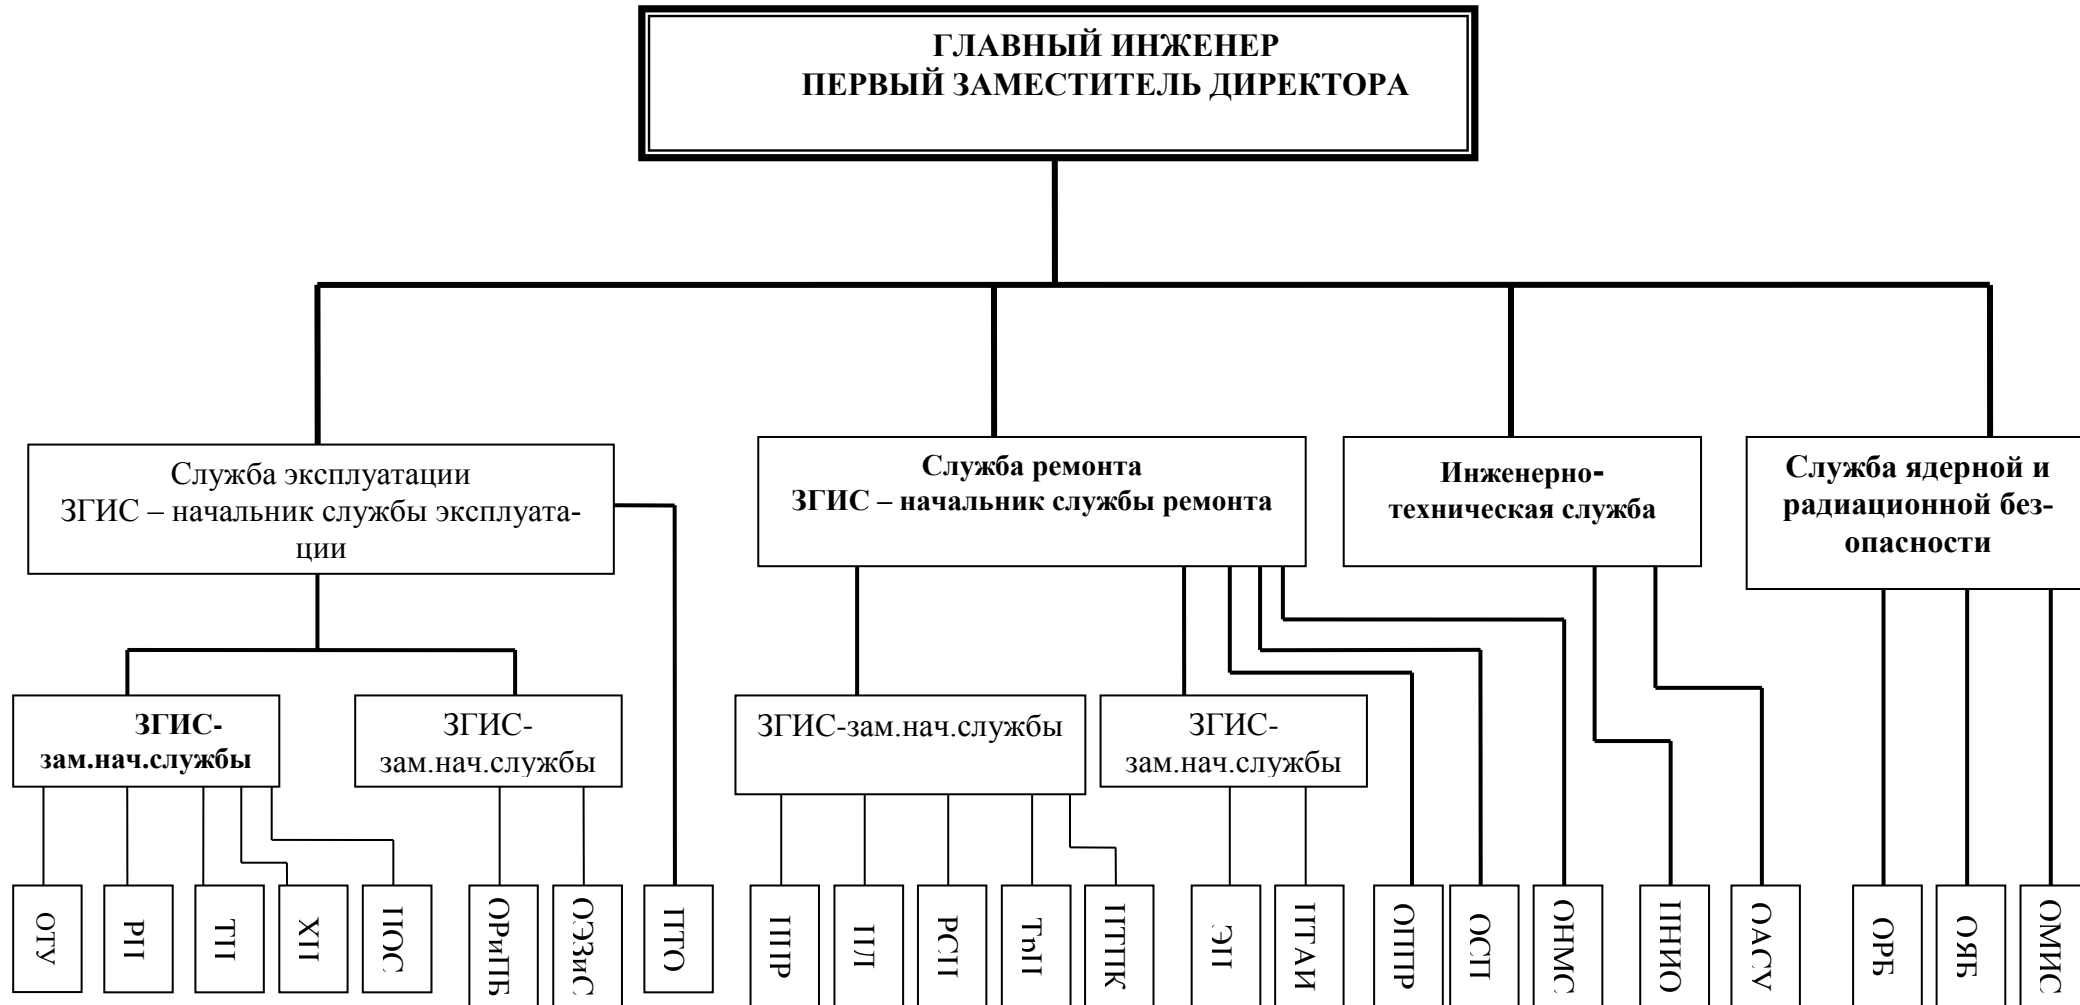 ГЛАВНЫЙ ИНЖЕНЕР
ПЕРВЫЙ ЗАМЕСТИТЕЛЬ ДИРЕКТОРА
Служба эксплуатации
ЗГИС – начальник службы эксплуата-
ции
Служба ремонта
ЗГИС – начальник службы ремонта
Инженерно-
техническая служба
Служба ядерной и
радиационной без-
опасности
ЗГИС-
зам.нач.службы
ЗГИС-
зам.нач.службы
ЗГИС-зам.нач.службы
ЗГИС-
зам.нач.службы
ОТУ
РЦ
ТЦ
ХЦ
ЦОС
ОРиПБ
ОЭЗиС
ПТО
ЦЦР
ЦЛ
РСЦ
ТрЦ
ЦТПК
ЭЦ
ЦТАИ
ОППР
ОСП
ОНМС
ЦНИО
ОАСУ
ОРБ
ОЯБ
ОМИС